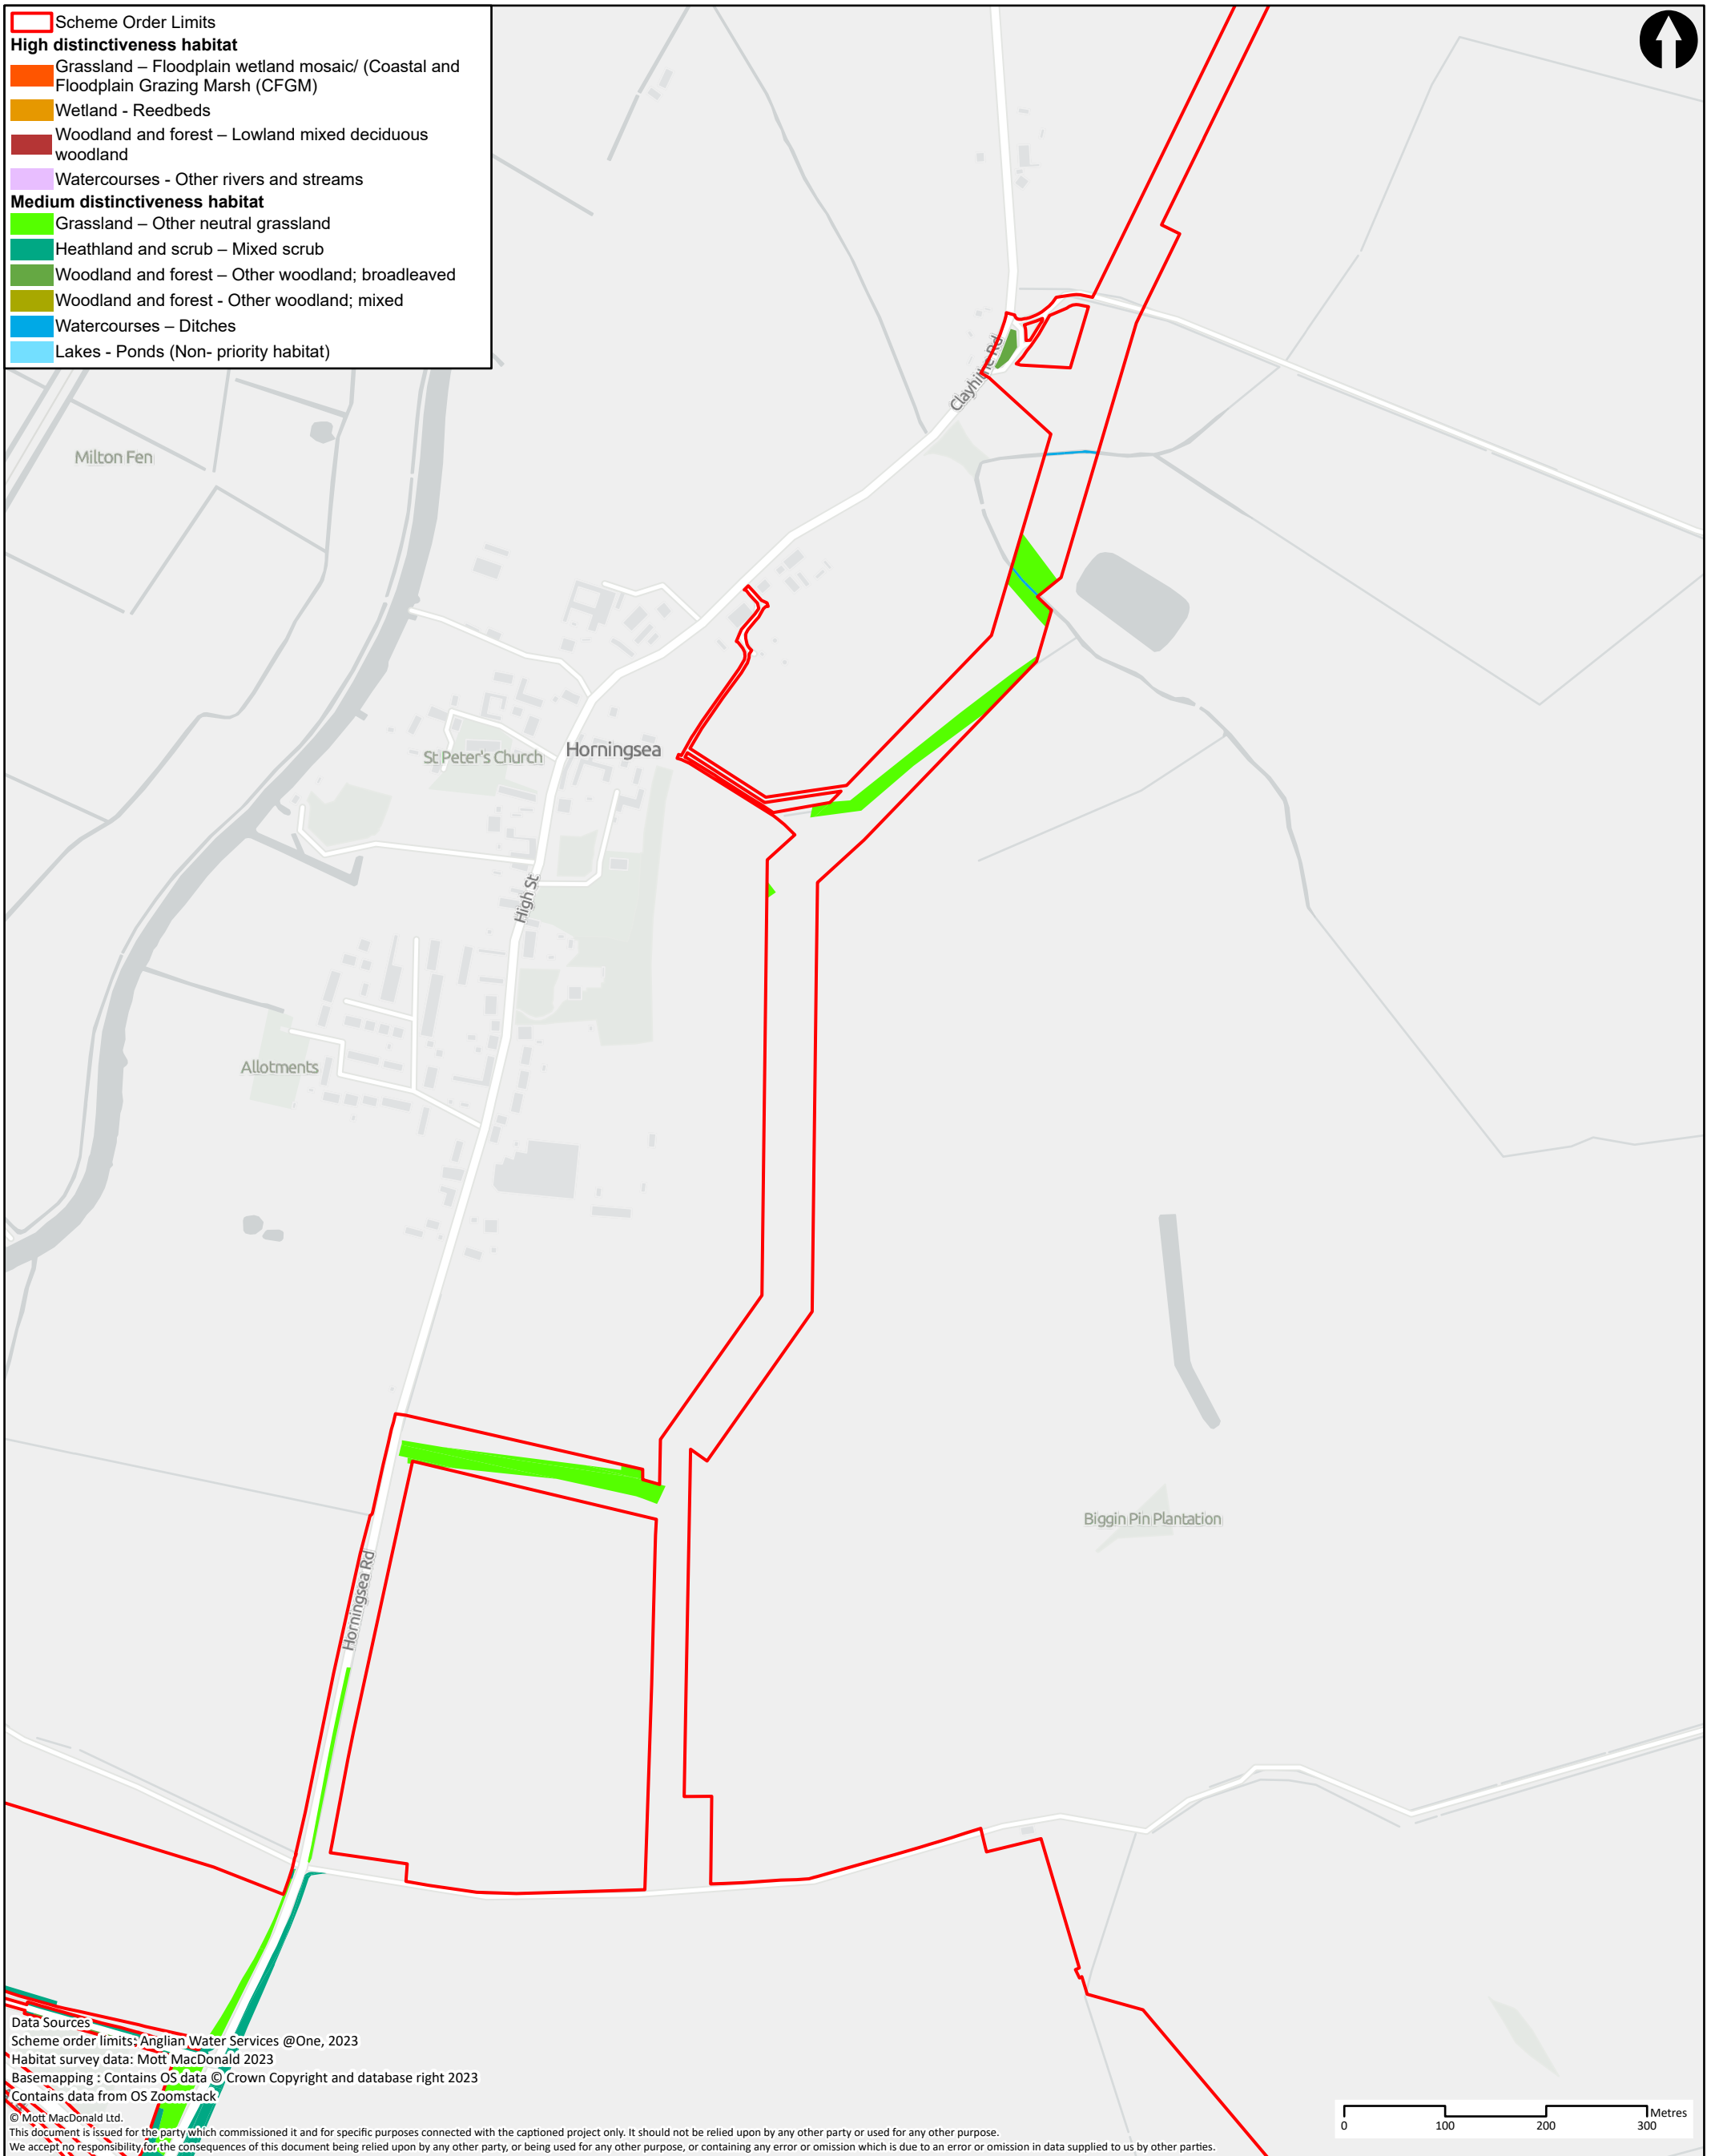 Scheme Order Limits
High distinctiveness habitat
Grassland – Floodplain wetland mosaic/ (Coastal and
Floodplain Grazing Marsh (CFGM)
Wetland - Reedbeds
Woodland and forest – Lowland mixed deciduous
woodland
Watercourses - Other rivers and streams
Medium distinctiveness habitat
Grassland – Other neutral grassland
Heathland and scrub – Mixed scrub
Woodland and forest – Other woodland; broadleaved
Woodland and forest - Other woodland; mixed
Watercourses – Ditches
Lakes - Ponds (Non- priority habitat)
Clayhithe Rd
Milton Fen
St Peter's Church
Horningsea
High St
Allotments
Biggin Pin Plantation
Horningsea Rd
Data Sources
Scheme order limits: Anglian Water Services @One, 2023
Habitat survey data: Mott MacDonald 2023
Basemapping : Contains OS data © Crown Copyright and database right 2023
Contains data from OS Zoomstack
© Mott MacDonald Ltd.
This document is issued for the party which commissioned it and for specific purposes connected with the captioned project only. It should not be relied upon by any other party or used for any other purpose.
We accept no responsibility for the consequences of this document being relied upon by any other party, or being used for any other purpose, or containing any error or omission which is due to an error or omission in data supplied to us by other parties.
Metres
0 100 200 300